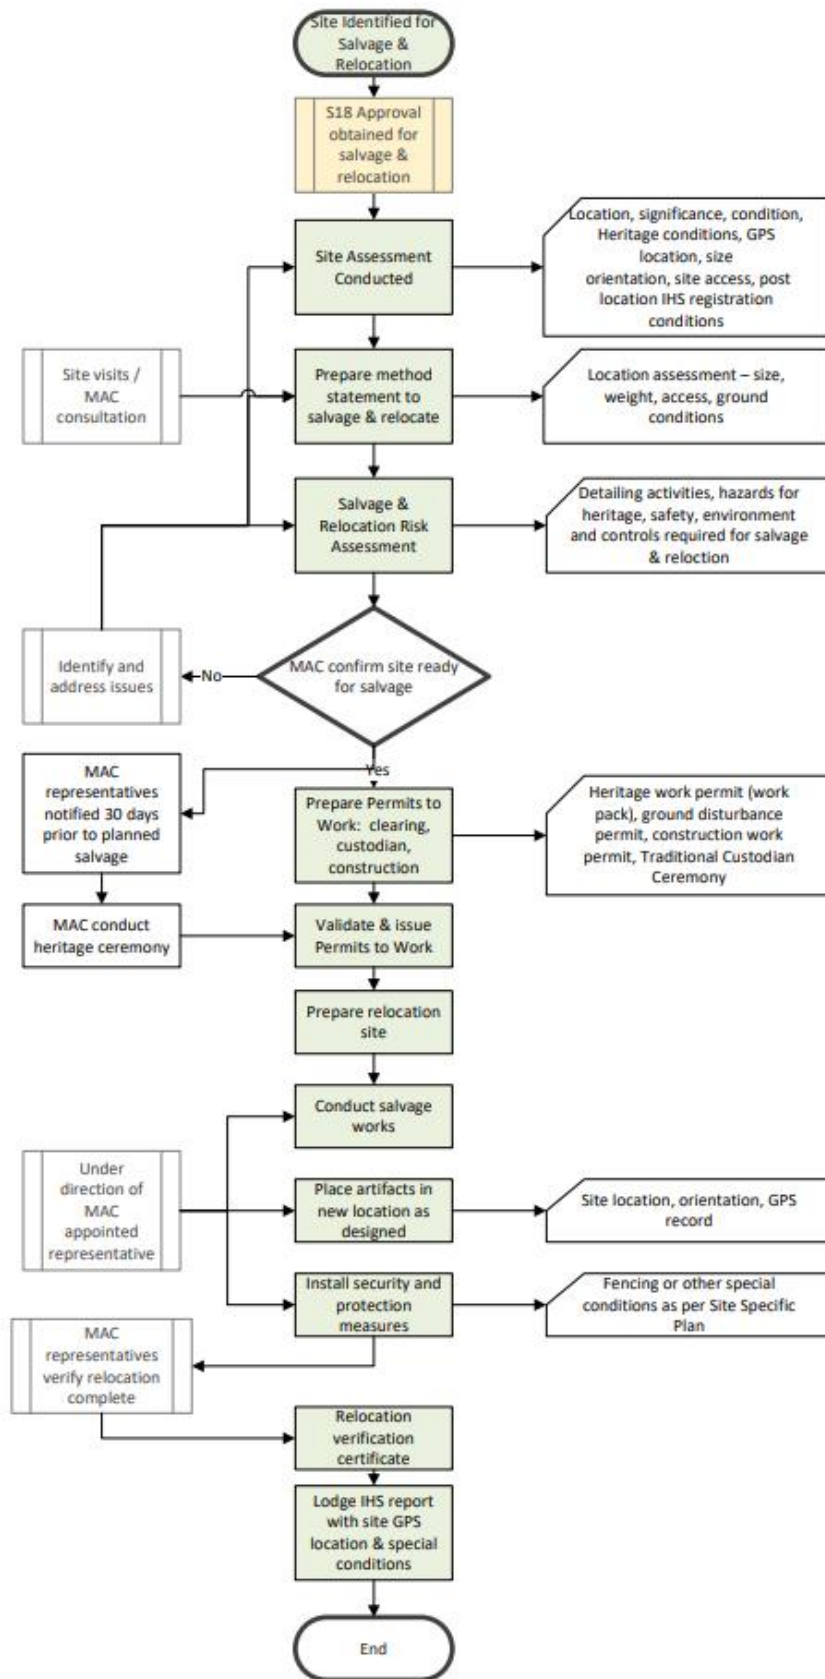 Site Identified for
Salvage &
Relocation
S18 Approval
obtained for
salvage &
relocation
Site Assessment
Conducted
Location, significance, condition,
Heritage conditions, GPS
location, size
orientation, site access, post
location IHS registration
conditions
Site visits /
MAC
consultation
Prepare method
statement to
salvage & relocate
Location assessment – size,
weight, access, ground
conditions
Salvage &
Relocation Risk
Assessment
Detailing activities, hazards for
heritage, safety, environment
and controls required for salvage
& reloction
Identify and
address issues
No
MAC confirm site ready
for salvage
Yes
MAC
representatives
notified 30 days
prior to planned
salvage
Prepare Permits to
Work: clearing,
custodian,
construction
Heritage work permit (work
pack), ground disturbance
permit, construction work
permit, Traditional Custodian
Ceremony
MAC conduct
heritage ceremony
Validate & issue
Permits to Work
Prepare relocation
site
Conduct salvage
works
Under
direction of
MAC
appointed
representative
Place artifacts in
new location as
designed
Site location, orientation, GPS
record
Install security and
protection
measures
Fencing or other special
conditions as per Site Specific
Plan
MAC
representatives
verify relocation
complete
Relocation
verification
certificate
Lodge IHS report
with site GPS
location & special
conditions
End